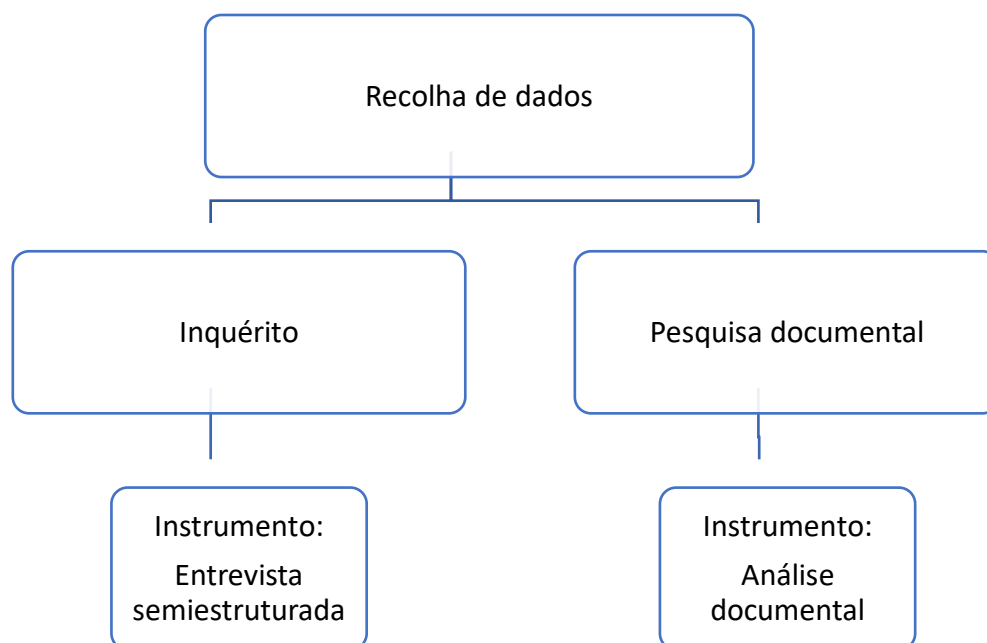 Recolha de dados
Inquérito
Pesquisa documental
Instrumento:
Entrevista
semiestruturada
Instrumento:
Análise
documental